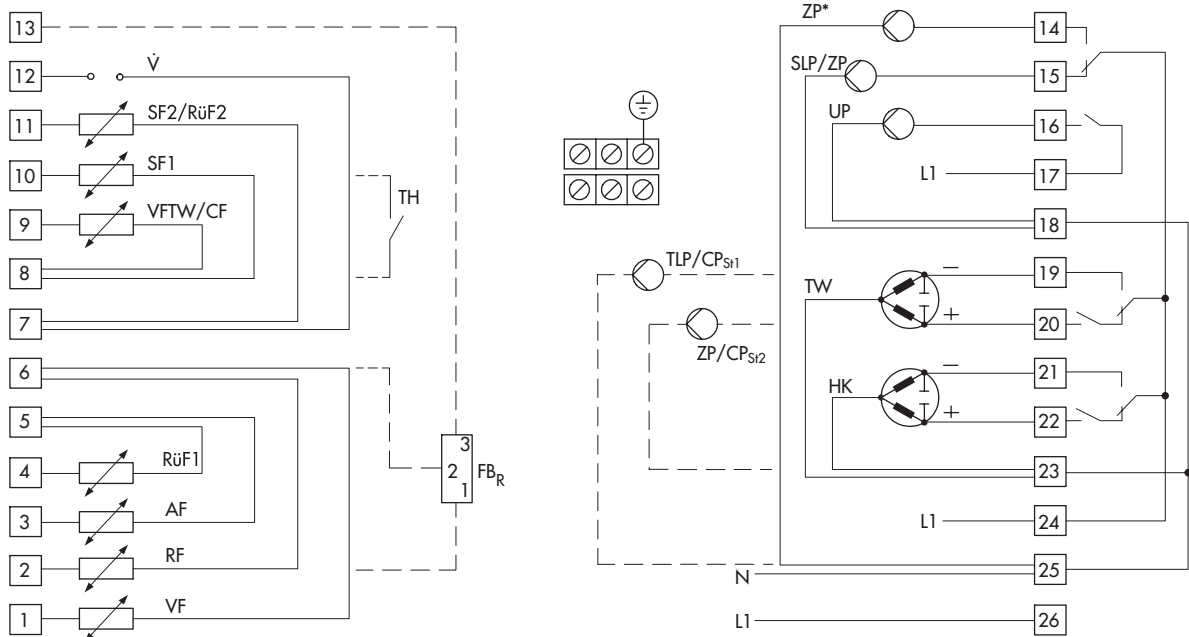 13
12 V̇
11 SF2/RüF2
10 SF1
9 VFTW/CF
8
7
6
5
4 RüF1
3 AF
2 RF
1 VF
TH
3
2 FB_R
1
ZP* 14
SLP/ZP 15
UP 16
L1 17
18
TLP/CP_St1
ZP/CP_St2
TW − 19
+ 20
HK − 21
+ 22
23
L1 24
N 25
L1 26